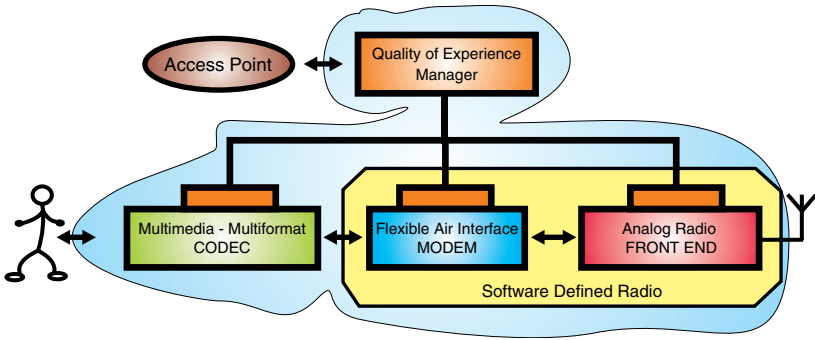 Access Point
Quality of Experience
Manager
Multimedia - Multiformat
CODEC
Flexible Air Interface
MODEM
Analog Radio
FRONT END
Software Defined Radio